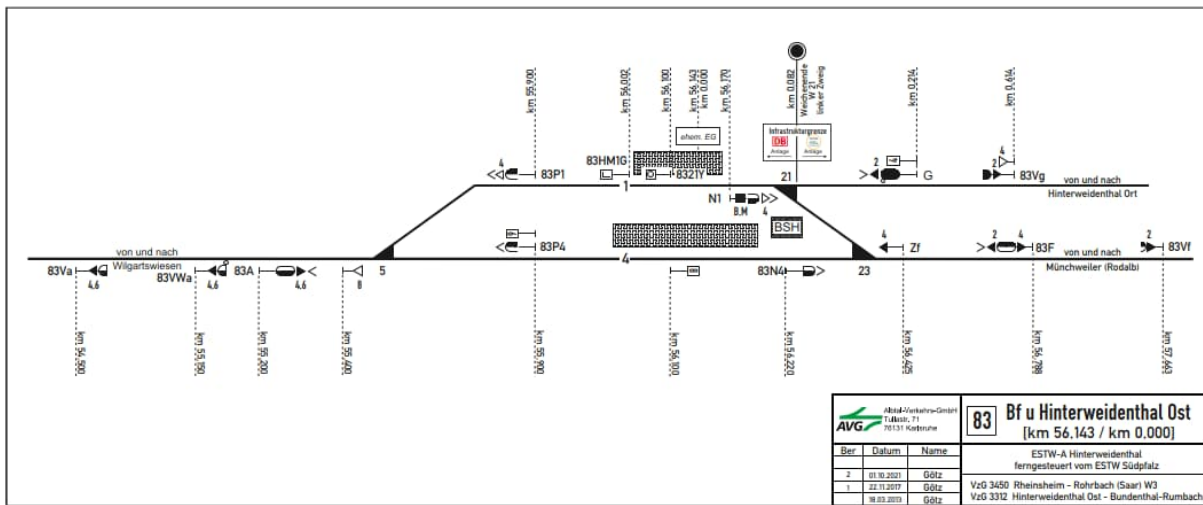 km 55,900
km 56,002
km 56,100
km 56,143
km 0,000
km 56,170
km 0,082
Weichenende
W 21
linker Zweig
km 0,214
km 0,614
ehem. EG
Infrastrukturgrenze
DB
Anlage
Anlage
83HM1G
4
83P1
8321Y
1
21
2
G
4
2
83Vg
von und nach
Hinterweidenthal Ort
N1
B,M
4
BSH
83P4
4
Zf
2
4
83F
2
83Vf
von und nach
Wilgartswiesen
von und nach
Münchweiler (Rodalb)
4
83Va
4,6
83VWa
4,6
83A
4,6
8
5
83N4
23
km 54,500
km 55,150
km 55,200
km 55,400
km 55,900
km 56,100
km 56,220
km 56,425
km 56,788
km 57,443
AVG
Albtal-Verkehrs-GmbH
Tullastr. 71
76131 Karlsruhe
83
Bf u Hinterweidenthal Ost
[km 56,143 / km 0,000]
Ber Datum Name
2 01.10.2021 Götz
1 22.11.2017 Götz
18.03.2013 Götz
ESTW-A Hinterweidenthal
ferngesteuert vom ESTW Südpfalz
VzG 3450 Rheinsheim - Rohrbach (Saar) W3
VzG 3312 Hinterweidenthal Ost - Bundenthal-Rumbach